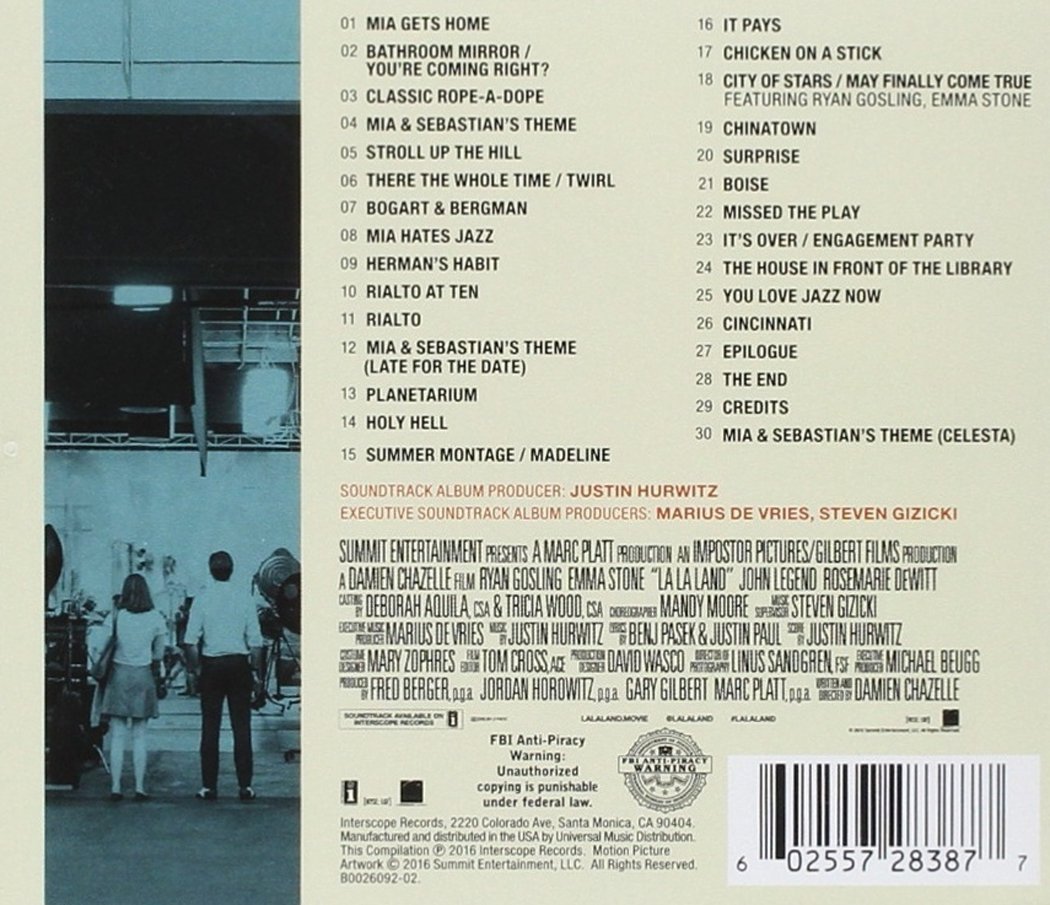 01 MIA GETS HOME
02 BATHROOM MIRROR /
YOU'RE COMING RIGHT?
03 CLASSIC ROPE-A-DOPE
04 MIA & SEBASTIAN'S THEME
05 STROLL UP THE HILL
06 THERE THE WHOLE TIME / TWIRL
07 BOGART & BERGMAN
08 MIA HATES JAZZ
09 HERMAN'S HABIT
10 RIALTO AT TEN
11 RIALTO
12 MIA & SEBASTIAN'S THEME
(LATE FOR THE DATE)
13 PLANETARIUM
14 HOLY HELL
15 SUMMER MONTAGE / MADELINE
16 IT PAYS
17 CHICKEN ON A STICK
18 CITY OF STARS / MAY FINALLY COME TRUE
FEATURING RYAN GOSLING, EMMA STONE
19 CHINATOWN
20 SURPRISE
21 BOISE
22 MISSED THE PLAY
23 IT'S OVER / ENGAGEMENT PARTY
24 THE HOUSE IN FRONT OF THE LIBRARY
25 YOU LOVE JAZZ NOW
26 CINCINNATI
27 EPILOGUE
28 THE END
29 CREDITS
30 MIA & SEBASTIAN'S THEME (CELESTA)
SOUNDTRACK ALBUM PRODUCER: JUSTIN HURWITZ
EXECUTIVE SOUNDTRACK ALBUM PRODUCERS: MARIUS DE VRIES, STEVEN GIZICKI
SUMMIT ENTERTAINMENT PRESENTS A MARC PLATT PRODUCTION AN IMPOSTOR PICTURES/GILBERT FILMS PRODUCTION
A DAMIEN CHAZELLE FILM RYAN GOSLING EMMA STONE "LA LA LAND" JOHN LEGEND ROSEMARIE DEWITT
CASTING BY DEBORAH AQUILA, CSA & TRICIA WOOD, CSA CHOREOGRAPHER MANDY MOORE MUSIC SUPERVISOR STEVEN GIZICKI
EXECUTIVE MUSIC PRODUCER MARIUS DE VRIES MUSIC BY JUSTIN HURWITZ LYRICS BY BENJ PASEK & JUSTIN PAUL SCORE BY JUSTIN HURWITZ
COSTUME DESIGNER MARY ZOPHRES FILM EDITOR TOM CROSS, ACE PRODUCTION DESIGNER DAVID WASCO DIRECTOR OF PHOTOGRAPHY LINUS SANDGREN, FSF EXECUTIVE PRODUCER MICHAEL BEUGG
PRODUCED BY FRED BERGER, p.g.a. JORDAN HOROWITZ, p.g.a. GARY GILBERT MARC PLATT, p.g.a. WRITTEN AND DIRECTED BY DAMIEN CHAZELLE
SOUNDTRACK AVAILABLE ON
INTERSCOPE RECORDS
LALALAND.MOVIE @LALALAND #LALALAND
FBI Anti-Piracy
Warning:
Unauthorized
copying is punishable
under federal law.
FBI ANTI-PIRACY
WARNING
Interscope Records, 2220 Colorado Ave, Santa Monica, CA 90404.
Manufactured and distributed in the USA by Universal Music Distribution.
This Compilation ℗ 2016 Interscope Records. Motion Picture
Artwork © 2016 Summit Entertainment, LLC. All Rights Reserved.
B0026092-02.
6 02557 28387 7